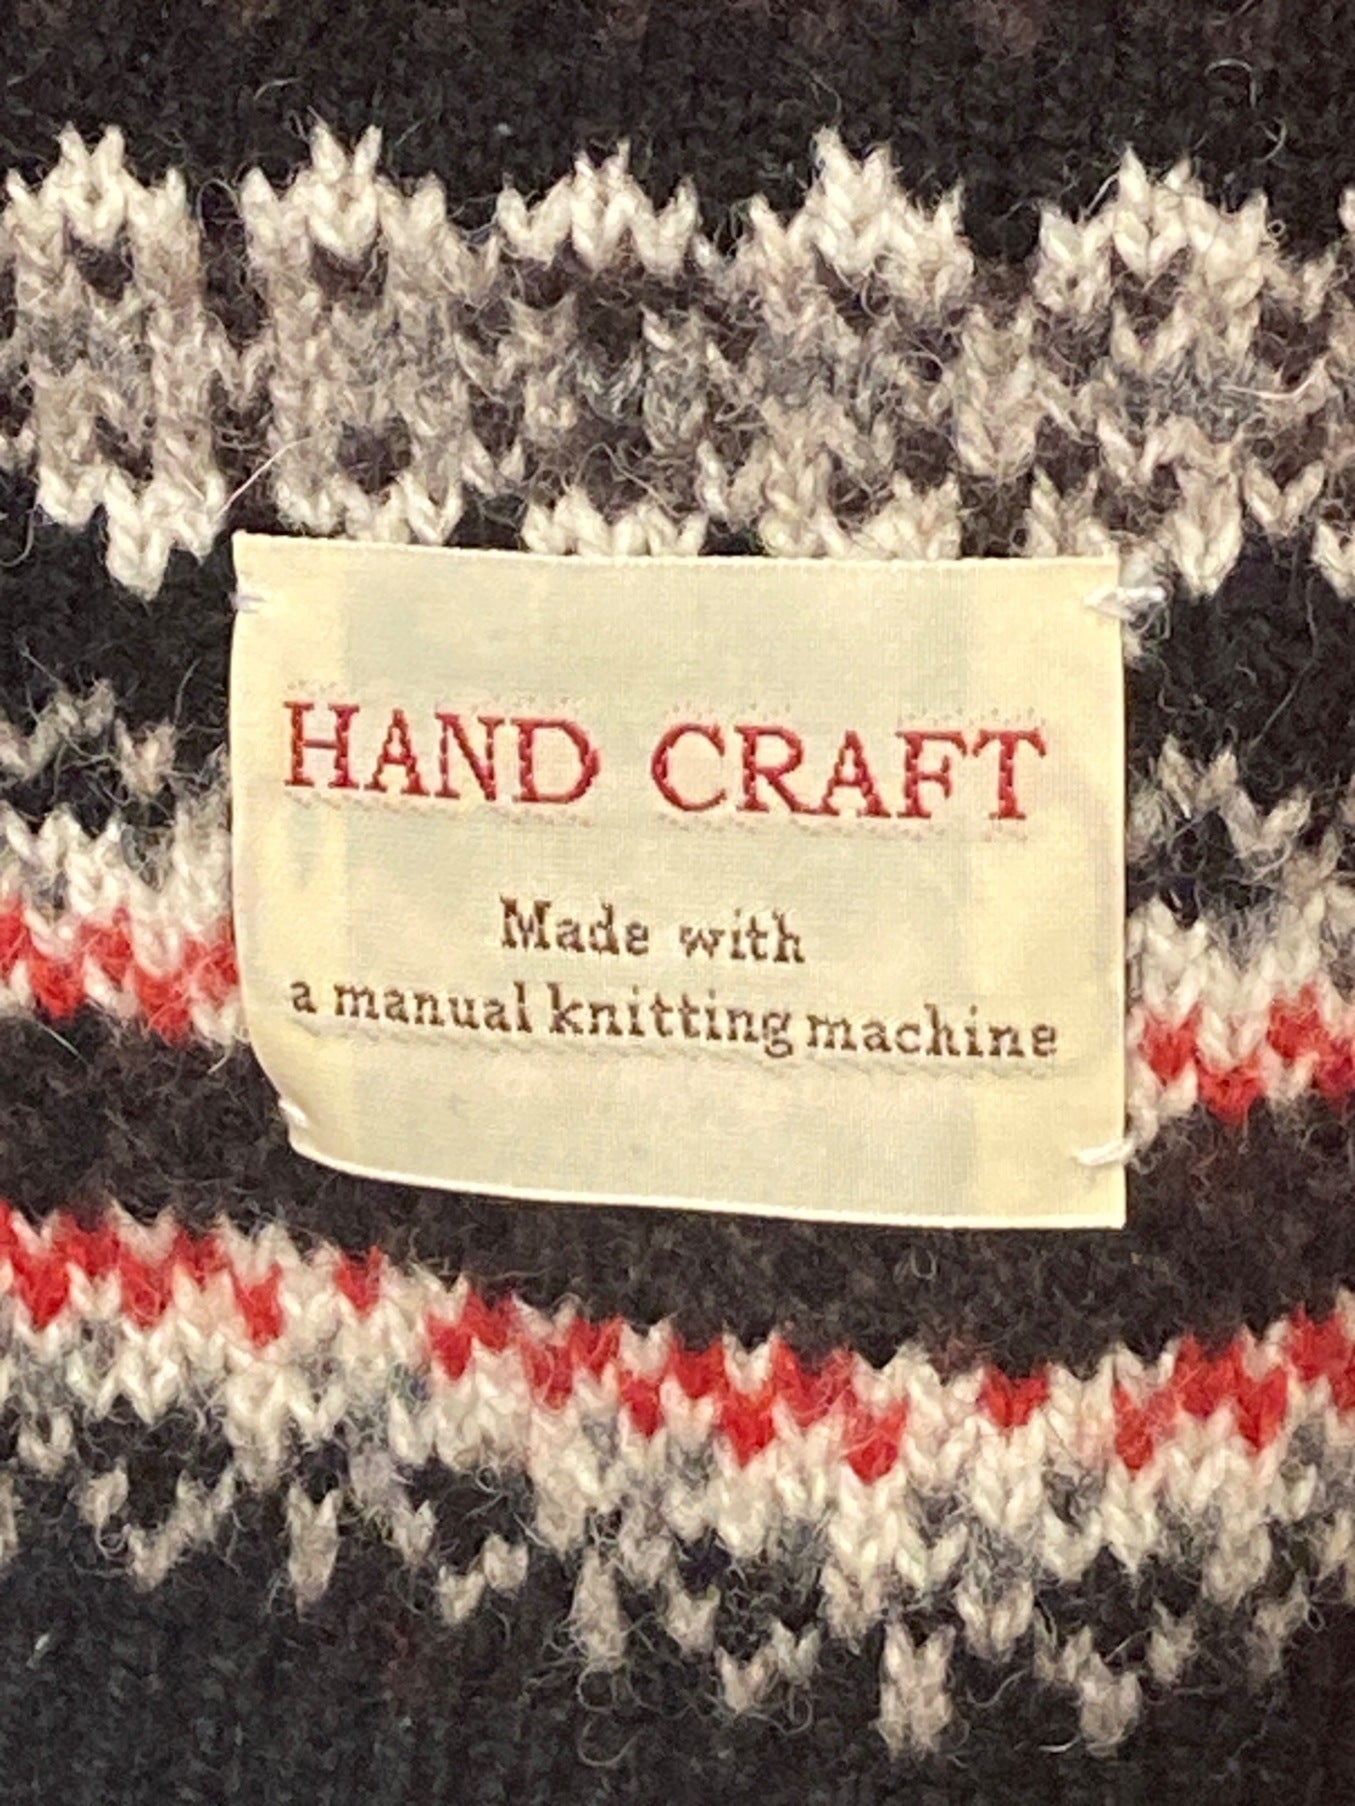 HAND CRAFT
Made with
a manual knitting machine